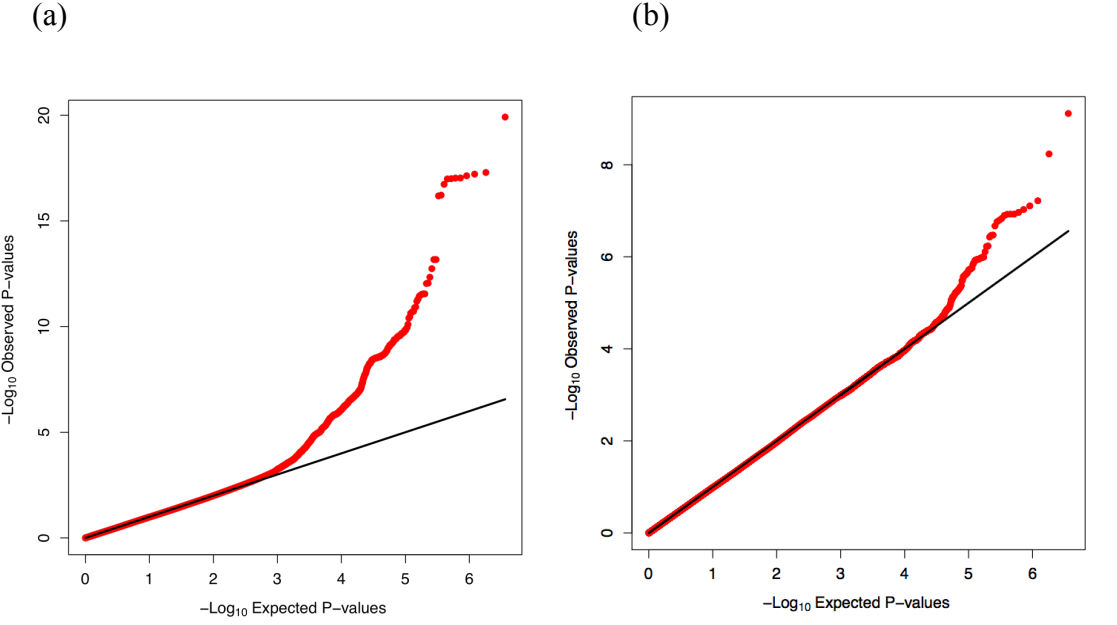 (a)
(b)
20
15
10
5
0
−Log10 Observed P−values
0 1 2 3 4 5 6
−Log10 Expected P−values
8
6
4
2
0
−Log10 Observed P−values
0 1 2 3 4 5 6
−Log10 Expected P−values